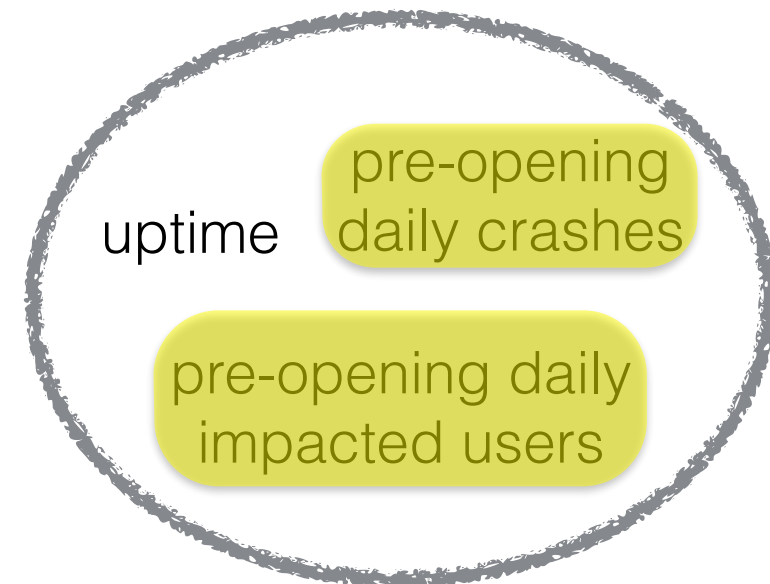 pre-opening
uptime daily crashes
pre-opening daily
impacted users